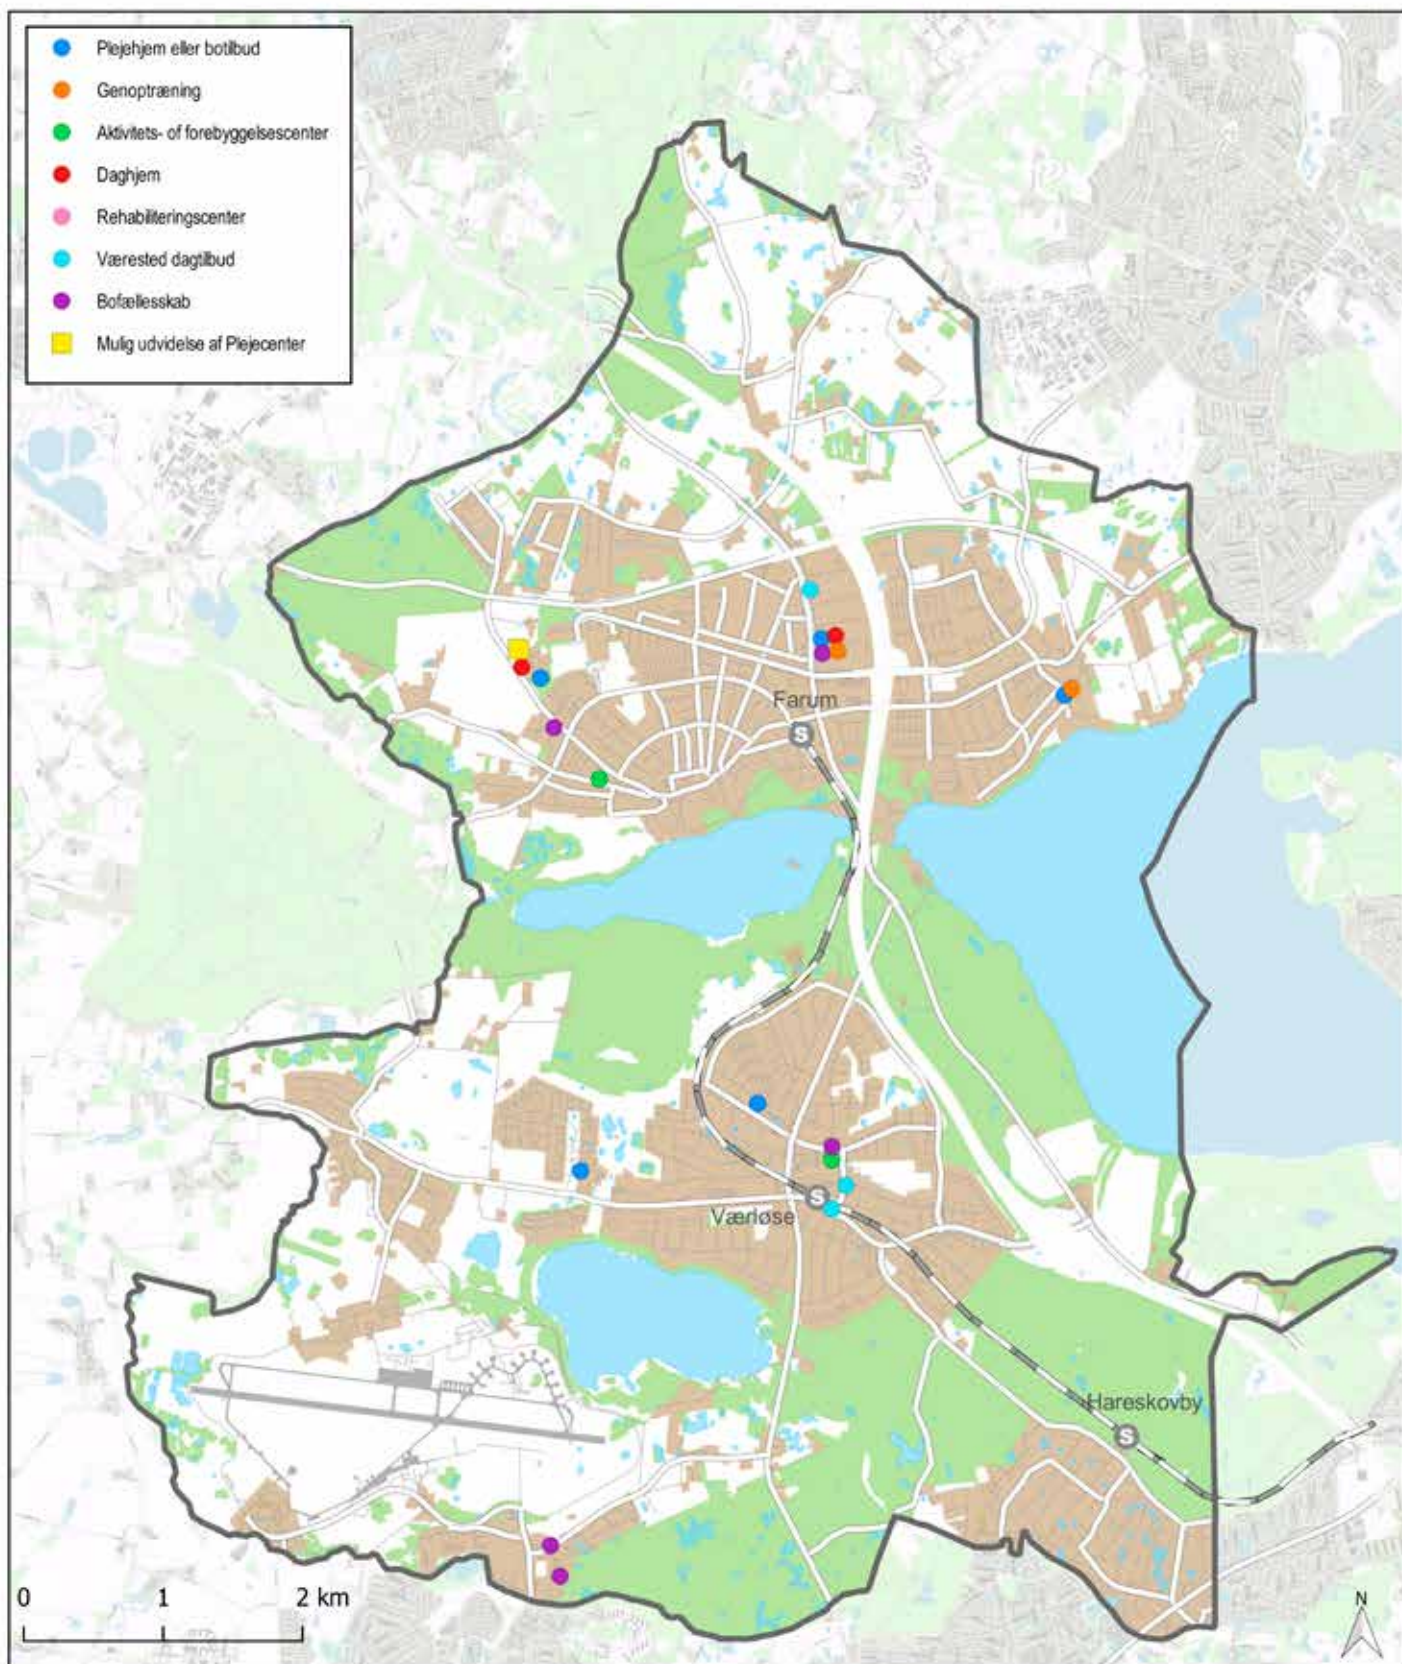 Plejehjem eller botilbud
Genoptræning
Aktivitets- of forebyggelsescenter
Daghjem
Rehabiliteringscenter
Værested dagtilbud
Bofællesskab
Mulig udvidelse af Plejecenter
Farum
S
S
Værløse
Hareskovby
S
0 1 2 km
N